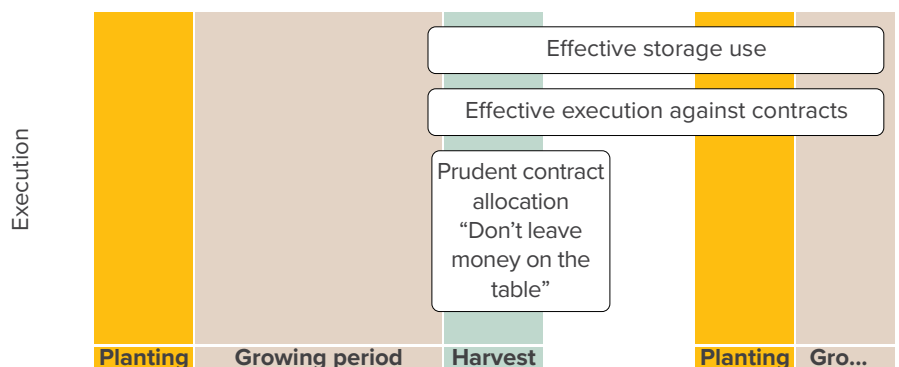 Effective storage use
Effective execution against contracts
Execution
Prudent contract
allocation
“Don’t leave
money on the
table”
Planting
Growing period
Harvest
Planting
Gro...